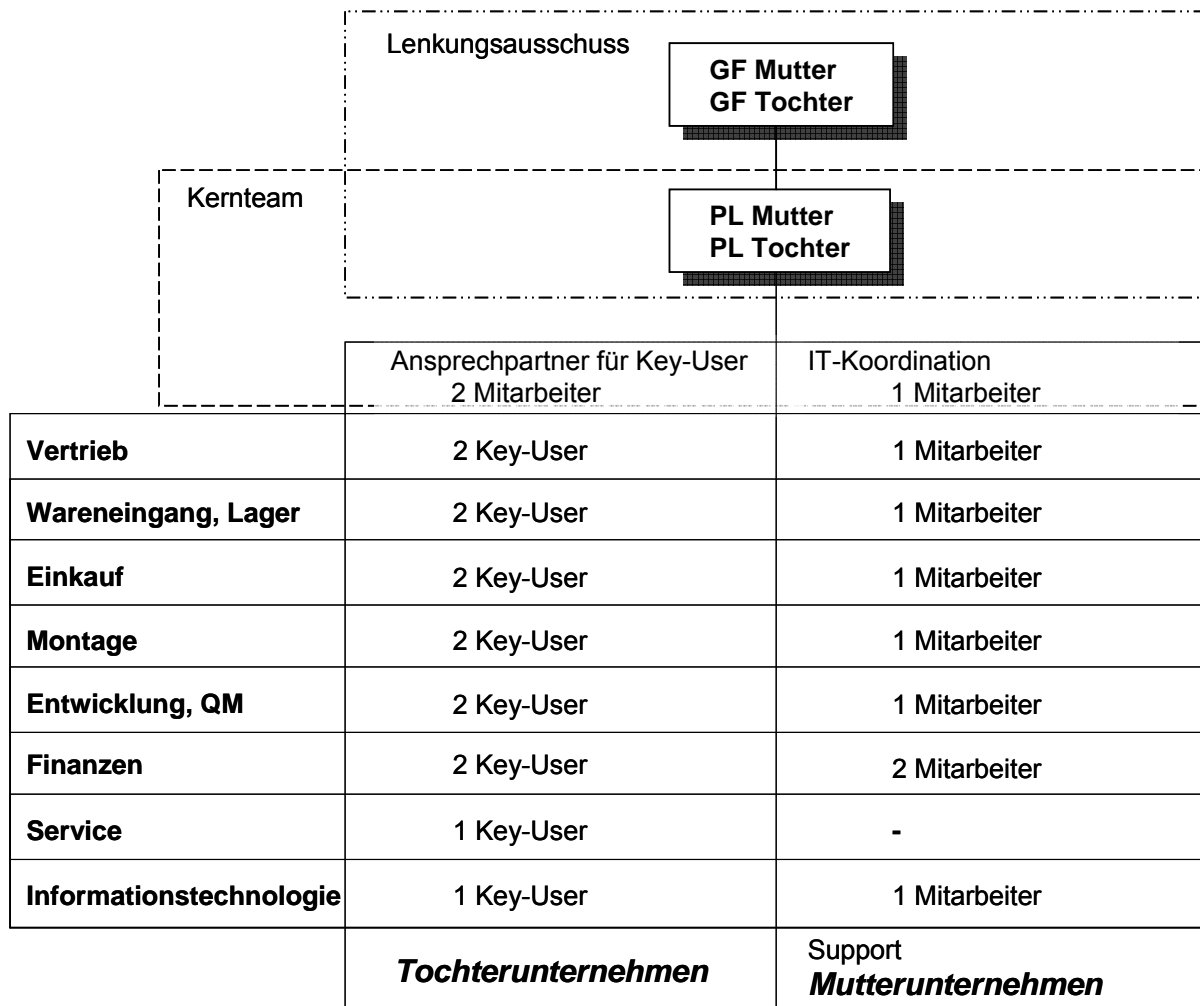 Lenkungsausschuss
GF Mutter
GF Tochter
Kernteam
PL Mutter
PL Tochter
Ansprechpartner für Key-User
2 Mitarbeiter
IT-Koordination
1 Mitarbeiter
Vertrieb 2 Key-User 1 Mitarbeiter
Wareneingang, Lager 2 Key-User 1 Mitarbeiter
Einkauf 2 Key-User 1 Mitarbeiter
Montage 2 Key-User 1 Mitarbeiter
Entwicklung, QM 2 Key-User 1 Mitarbeiter
Finanzen 2 Key-User 2 Mitarbeiter
Service 1 Key-User -
Informationstechnologie 1 Key-User 1 Mitarbeiter
Tochterunternehmen
Support
Mutterunternehmen